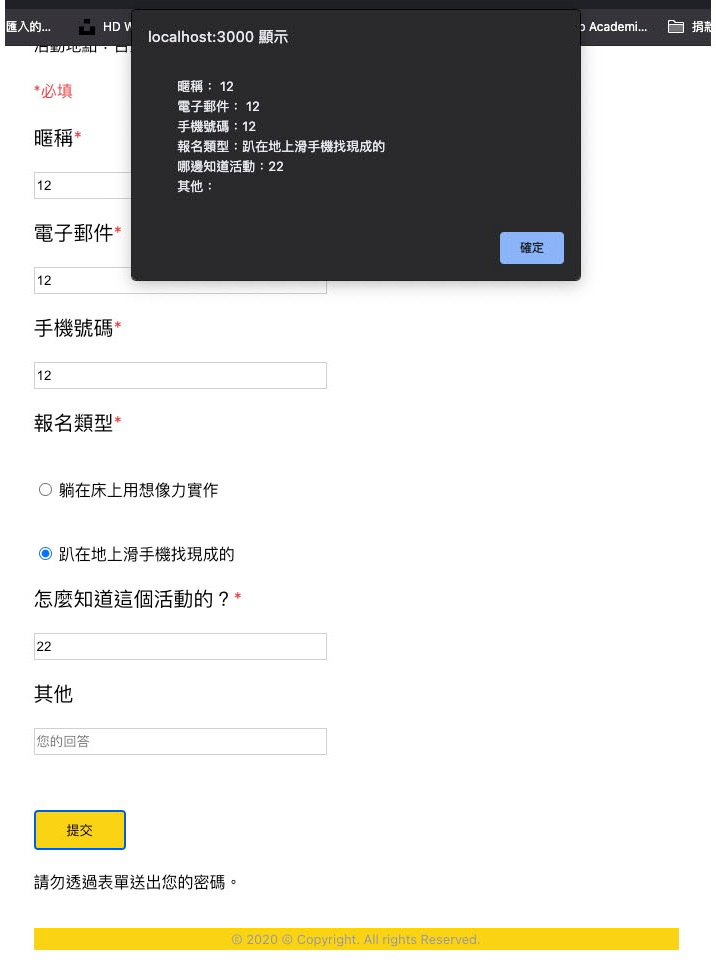 匯入的...
HD W
o Academi...
捐款
localhost:3000 顯示
暱稱: 12
電子郵件: 12
手機號碼:12
報名類型:趴在地上滑手機找現成的
哪邊知道活動:22
其他:
確定
活動地點:台
*必填
暱稱*
12
電子郵件*
12
手機號碼*
12
報名類型*
躺在床上用想像力實作
趴在地上滑手機找現成的
怎麼知道這個活動的?*
22
其他
您的回答
提交
請勿透過表單送出您的密碼。
© 2020 © Copyright. All rights Reserved.